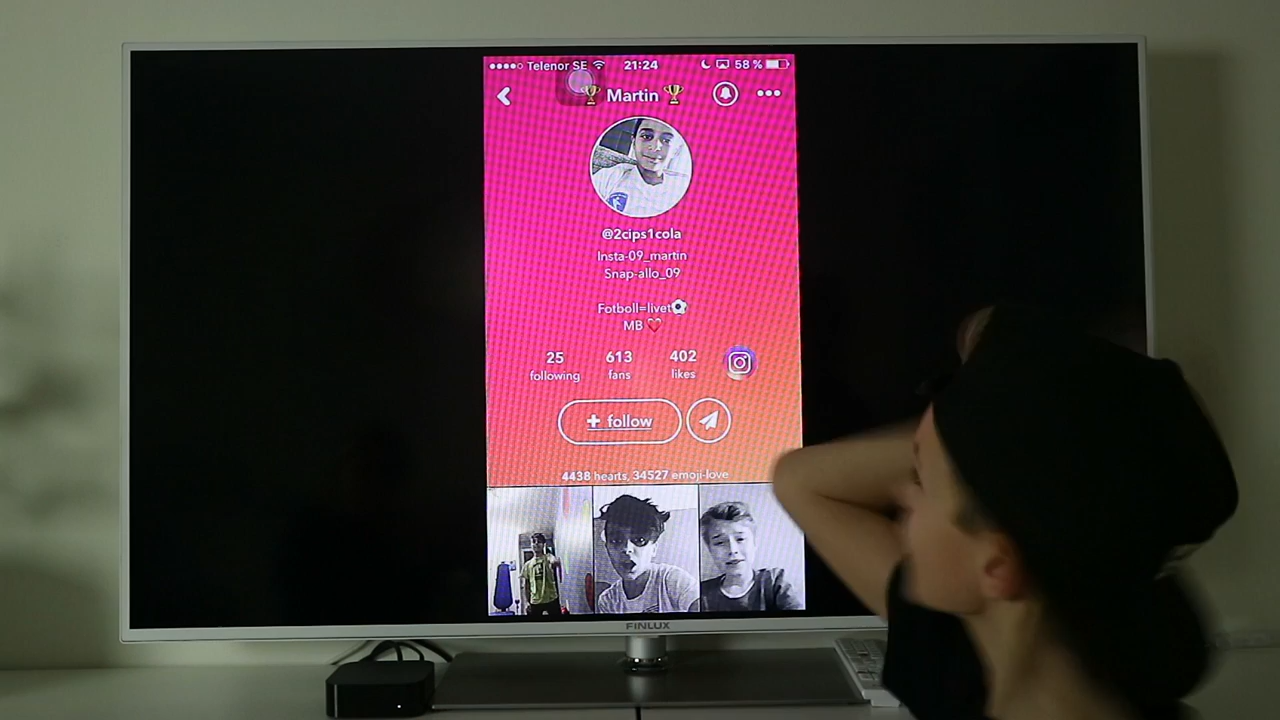 Telenor SE 21:24 58 %
🏆 Martin 🏆
@2cips1cola
Insta-09_martin
Snap-allo_09
Fotboll=livet⚽
MB ❤️
25 613 402
following fans likes
+ follow
4438 hearts, 34527 emoji-love
FINLUX